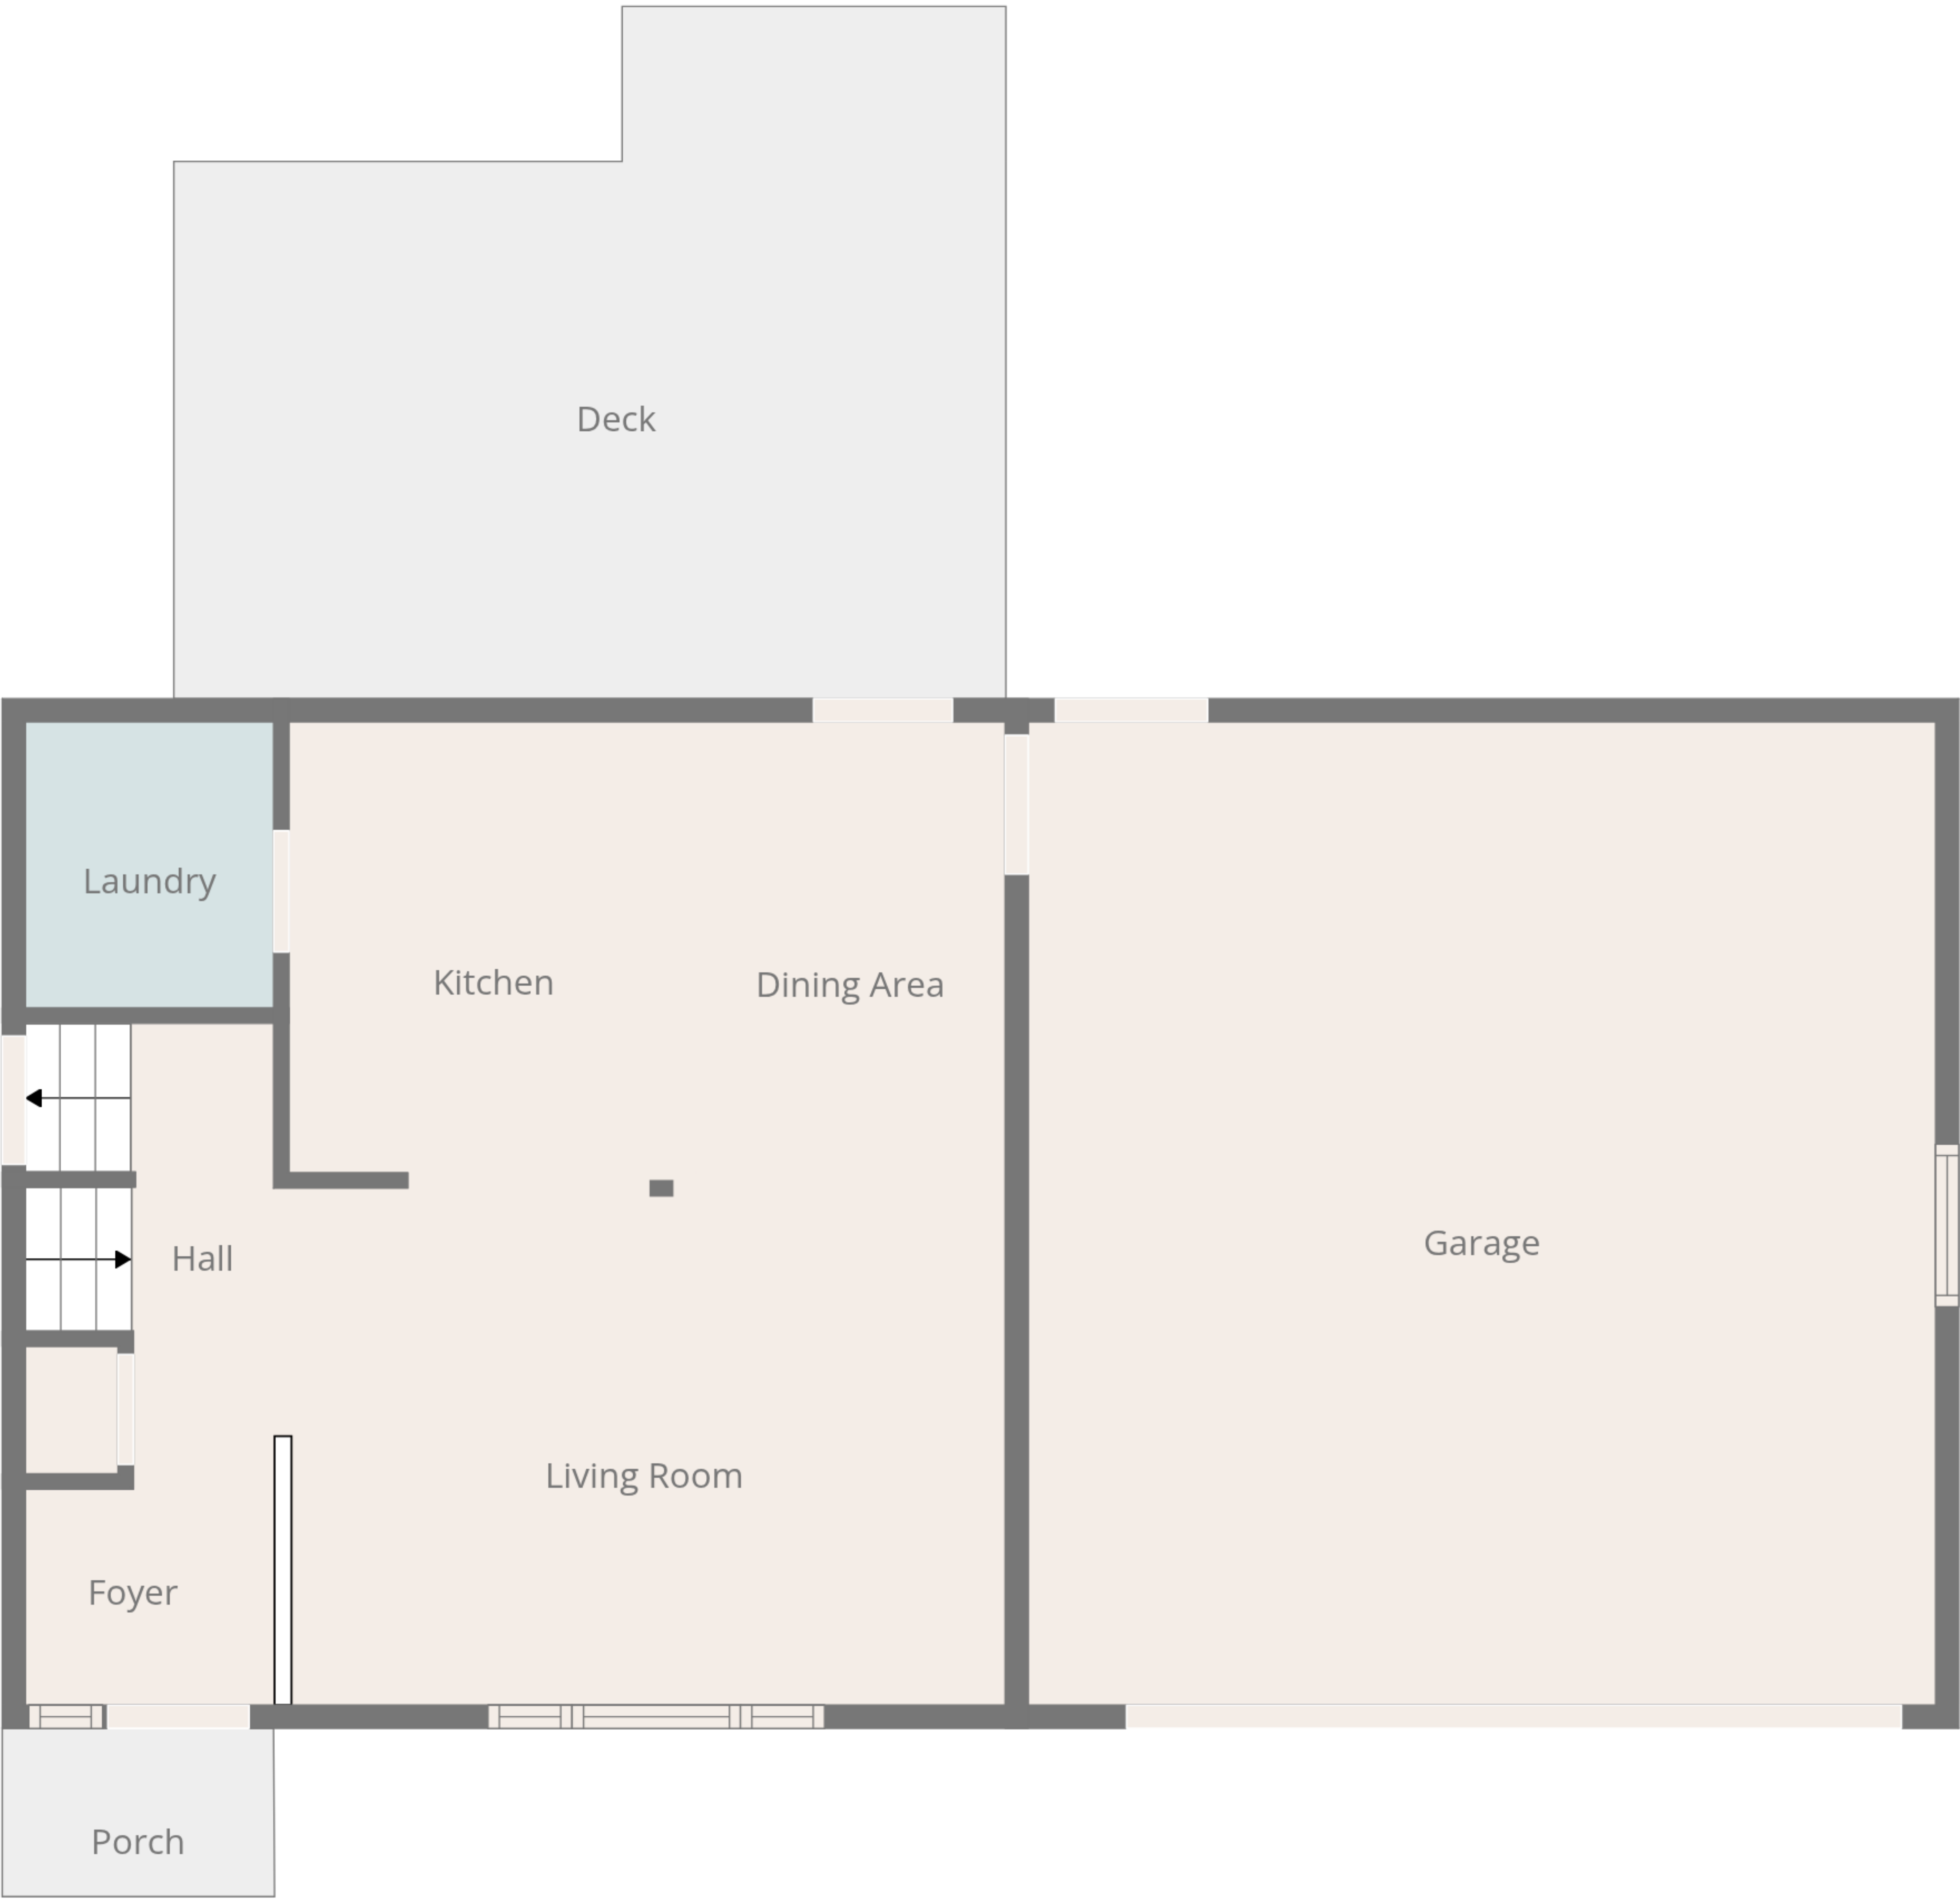 Deck
Laundry
Kitchen
Dining Area
Garage
Hall
Living Room
Foyer
Porch